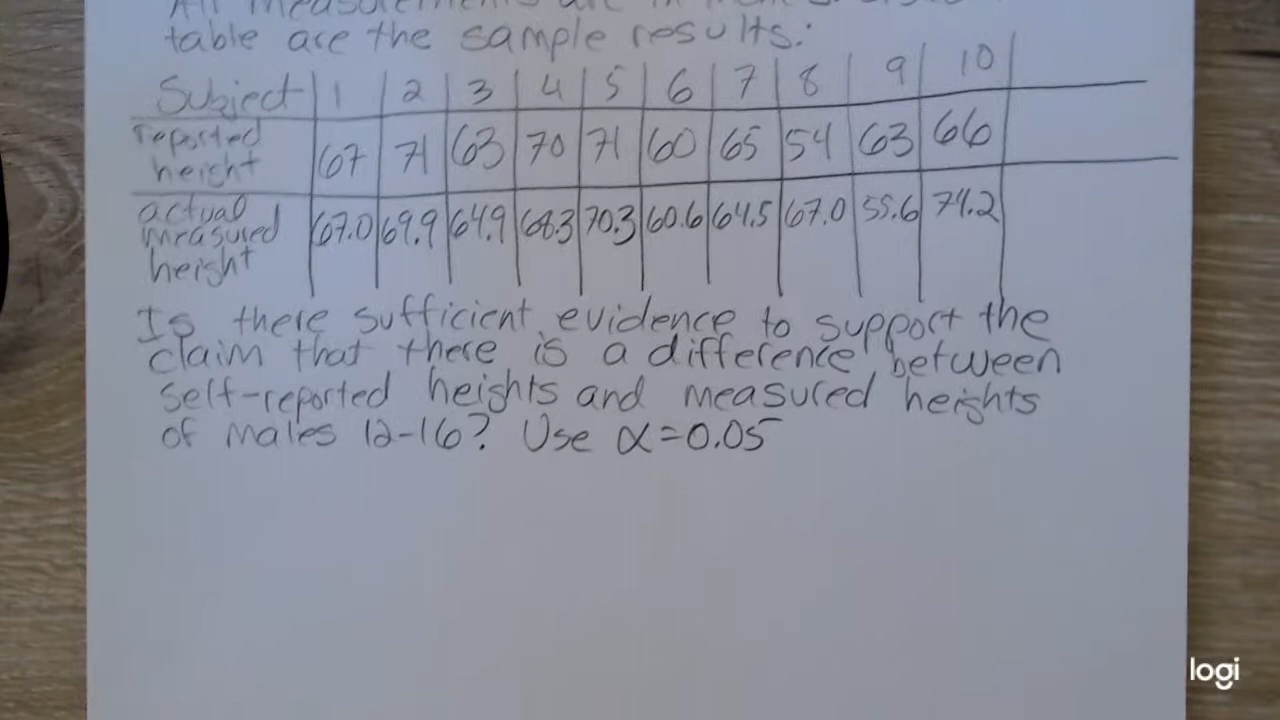 All measurements are in
table are the sample results:
Subject 1 2 3 4 5 6 7 8 9 10
reported height 67 71 63 70 71 60 65 54 63 66
actual measured height 67.0 69.9 64.9 68.3 70.3 60.6 64.5 67.0 55.6 74.2
Is there sufficient evidence to support the
claim that there is a difference between
self-reported heights and measured heights
of males 12-16? Use α=0.05
logi